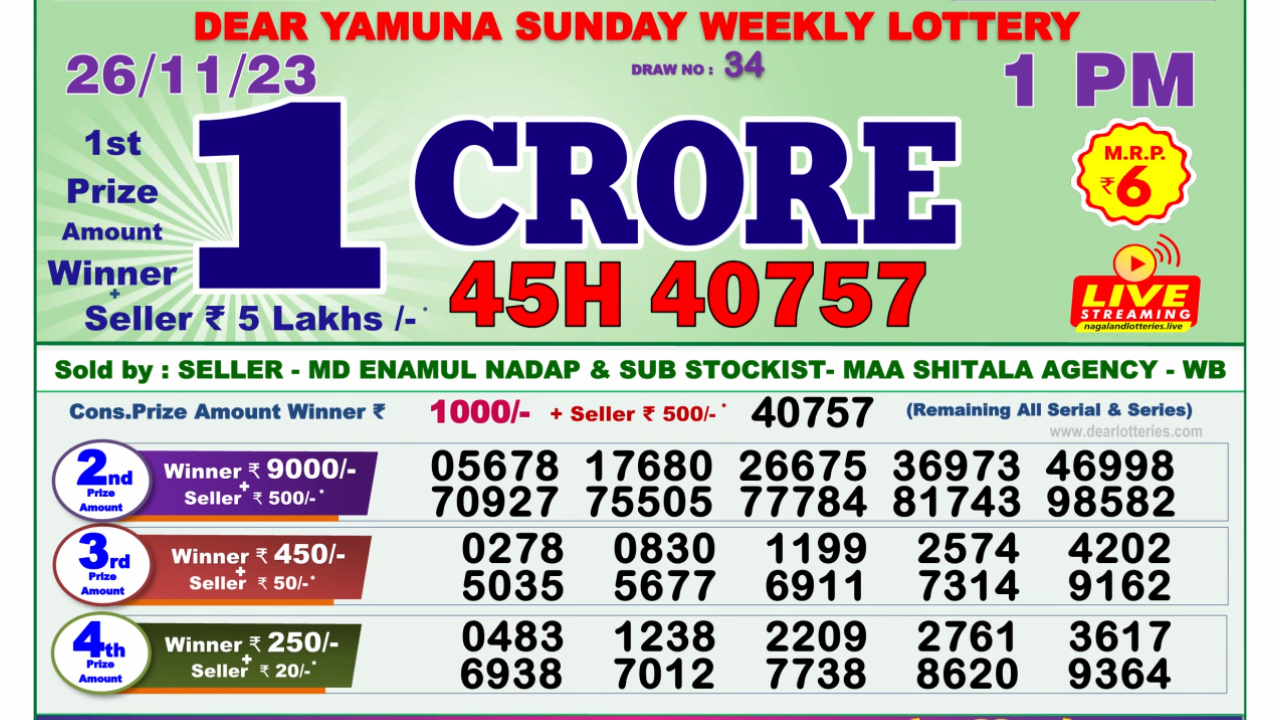 DEAR YAMUNA SUNDAY WEEKLY LOTTERY
26/11/23
DRAW NO : 34
1 PM
1st
Prize
Amount
Winner
+
Seller ₹ 5 Lakhs /-*
1 CRORE
45H 40757
M.R.P.
₹6
LIVE
STREAMING
nagalandlotteries.live
Sold by : SELLER - MD ENAMUL NADAP & SUB STOCKIST- MAA SHITALA AGENCY - WB
Cons.Prize Amount Winner ₹ 1000/- + Seller ₹ 500/-* 40757 (Remaining All Serial & Series)
www.dearlotteries.com
2nd
Prize
Amount
Winner ₹ 9000/-
+
Seller ₹ 500/-*
05678 17680 26675 36973 46998
70927 75505 77784 81743 98582
3rd
Prize
Amount
Winner ₹ 450/-
+
Seller ₹ 50/-*
0278 0830 1199 2574 4202
5035 5677 6911 7314 9162
4th
Prize
Amount
Winner ₹ 250/-
+
Seller ₹ 20/-*
0483 1238 2209 2761 3617
6938 7012 7738 8620 9364